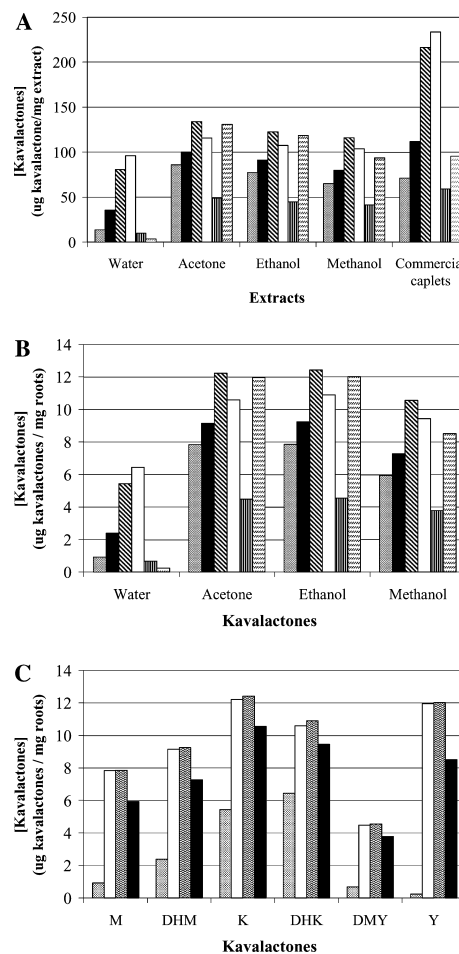 A
[Kavalactones]
(ug kavalactone/mg extract)
250
200
150
100
50
0
Water Acetone Ethanol Methanol Commercial
caplets
Extracts
B
[Kavalactones]
(ug kavalactones / mg roots)
14
12
10
8
6
4
2
0
Water Acetone Ethanol Methanol
Kavalactones
C
[Kavalactones]
(ug kavalactones / mg roots)
14
12
10
8
6
4
2
0
M DHM K DHK DMY Y
Kavalactones